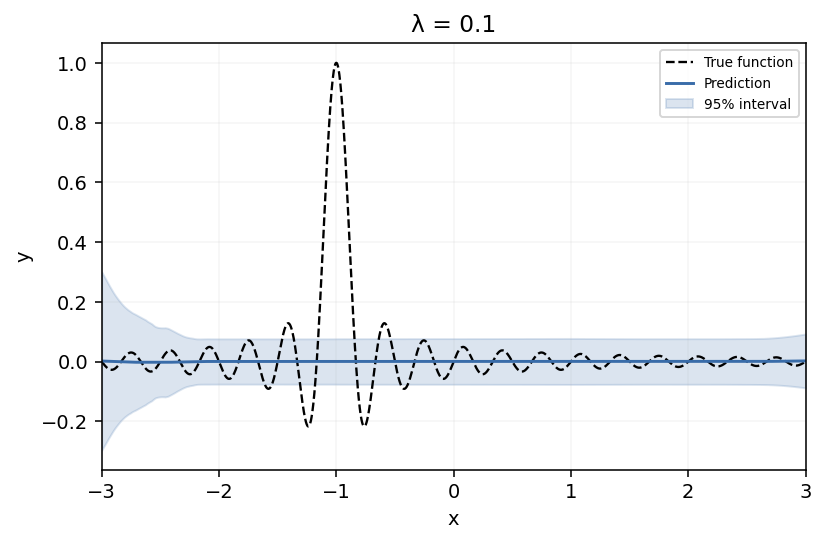 λ = 0.1
True function
Prediction
95% interval
y
1.0
0.8
0.6
0.4
0.2
0.0
−0.2
−3
−2
−1
0
1
2
3
x